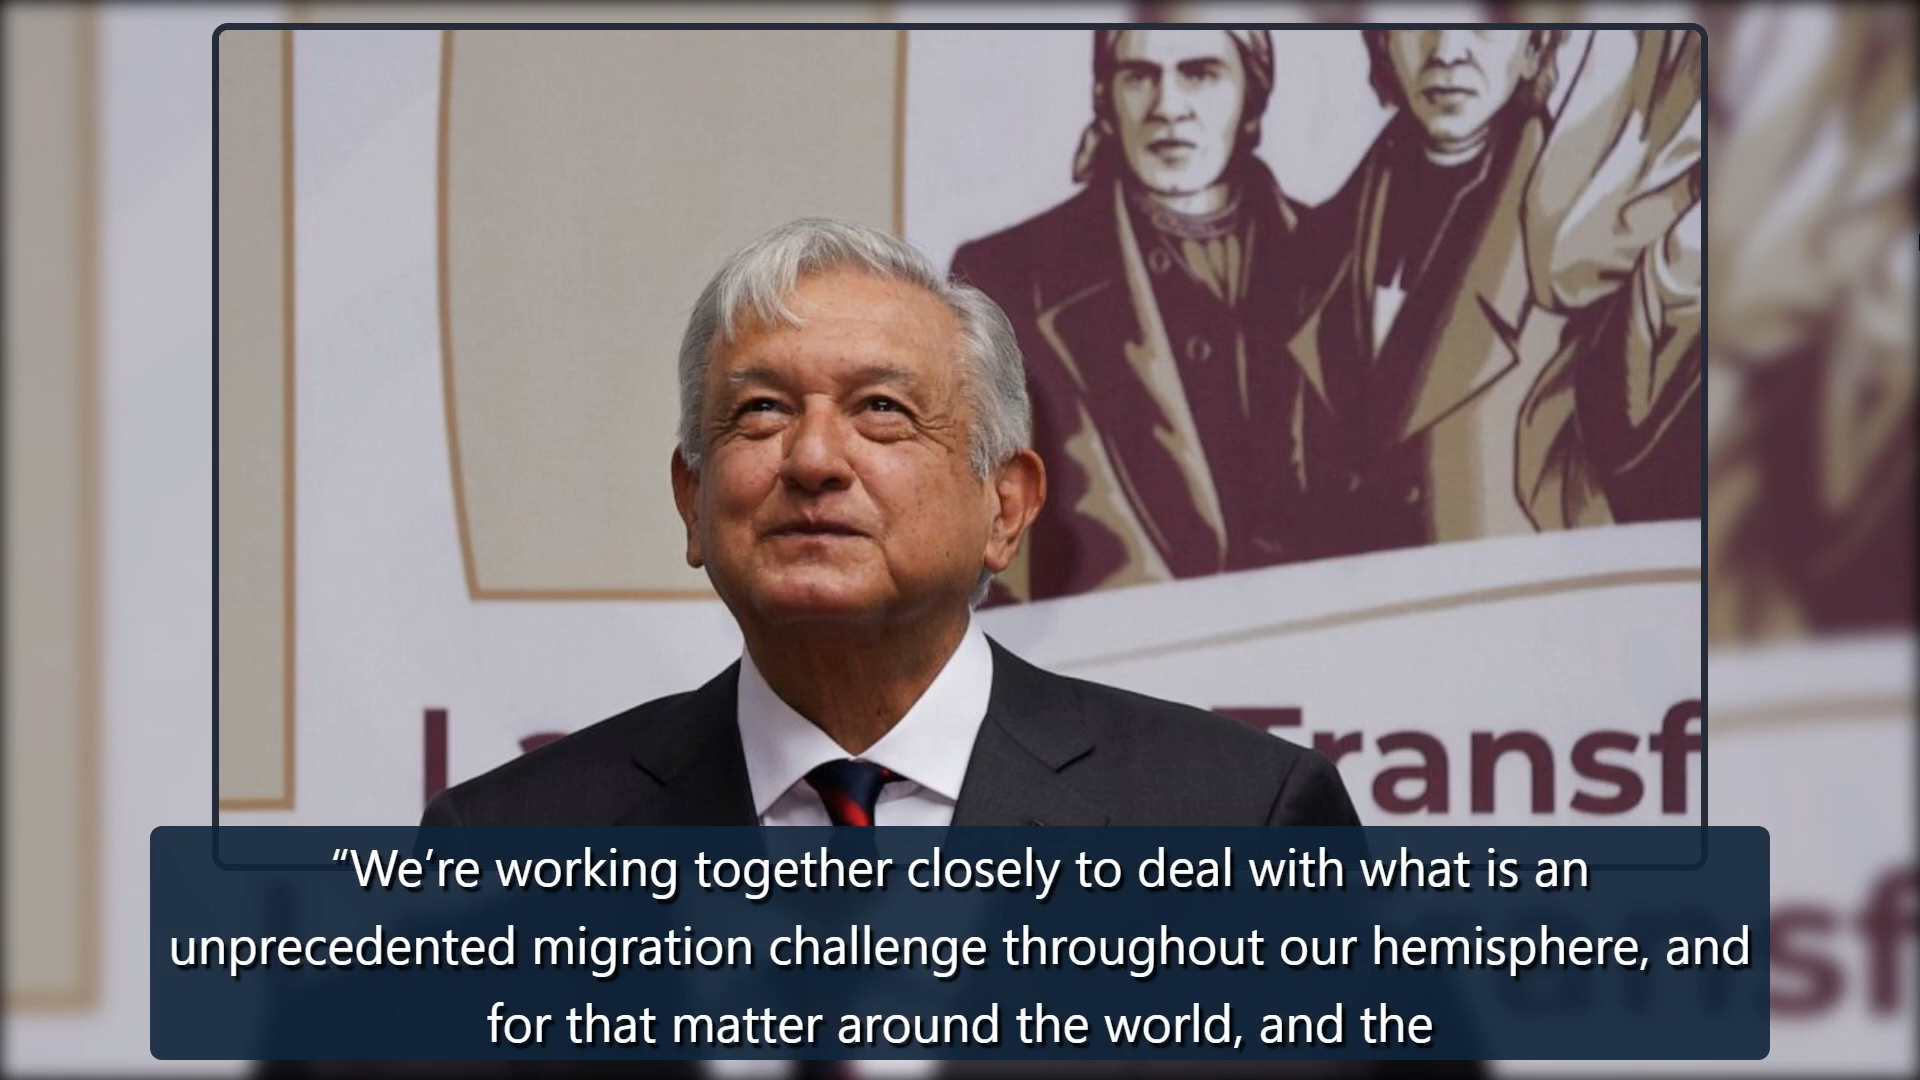 La Transf
“We’re working together closely to deal with what is an
unprecedented migration challenge throughout our hemisphere, and
for that matter around the world, and the